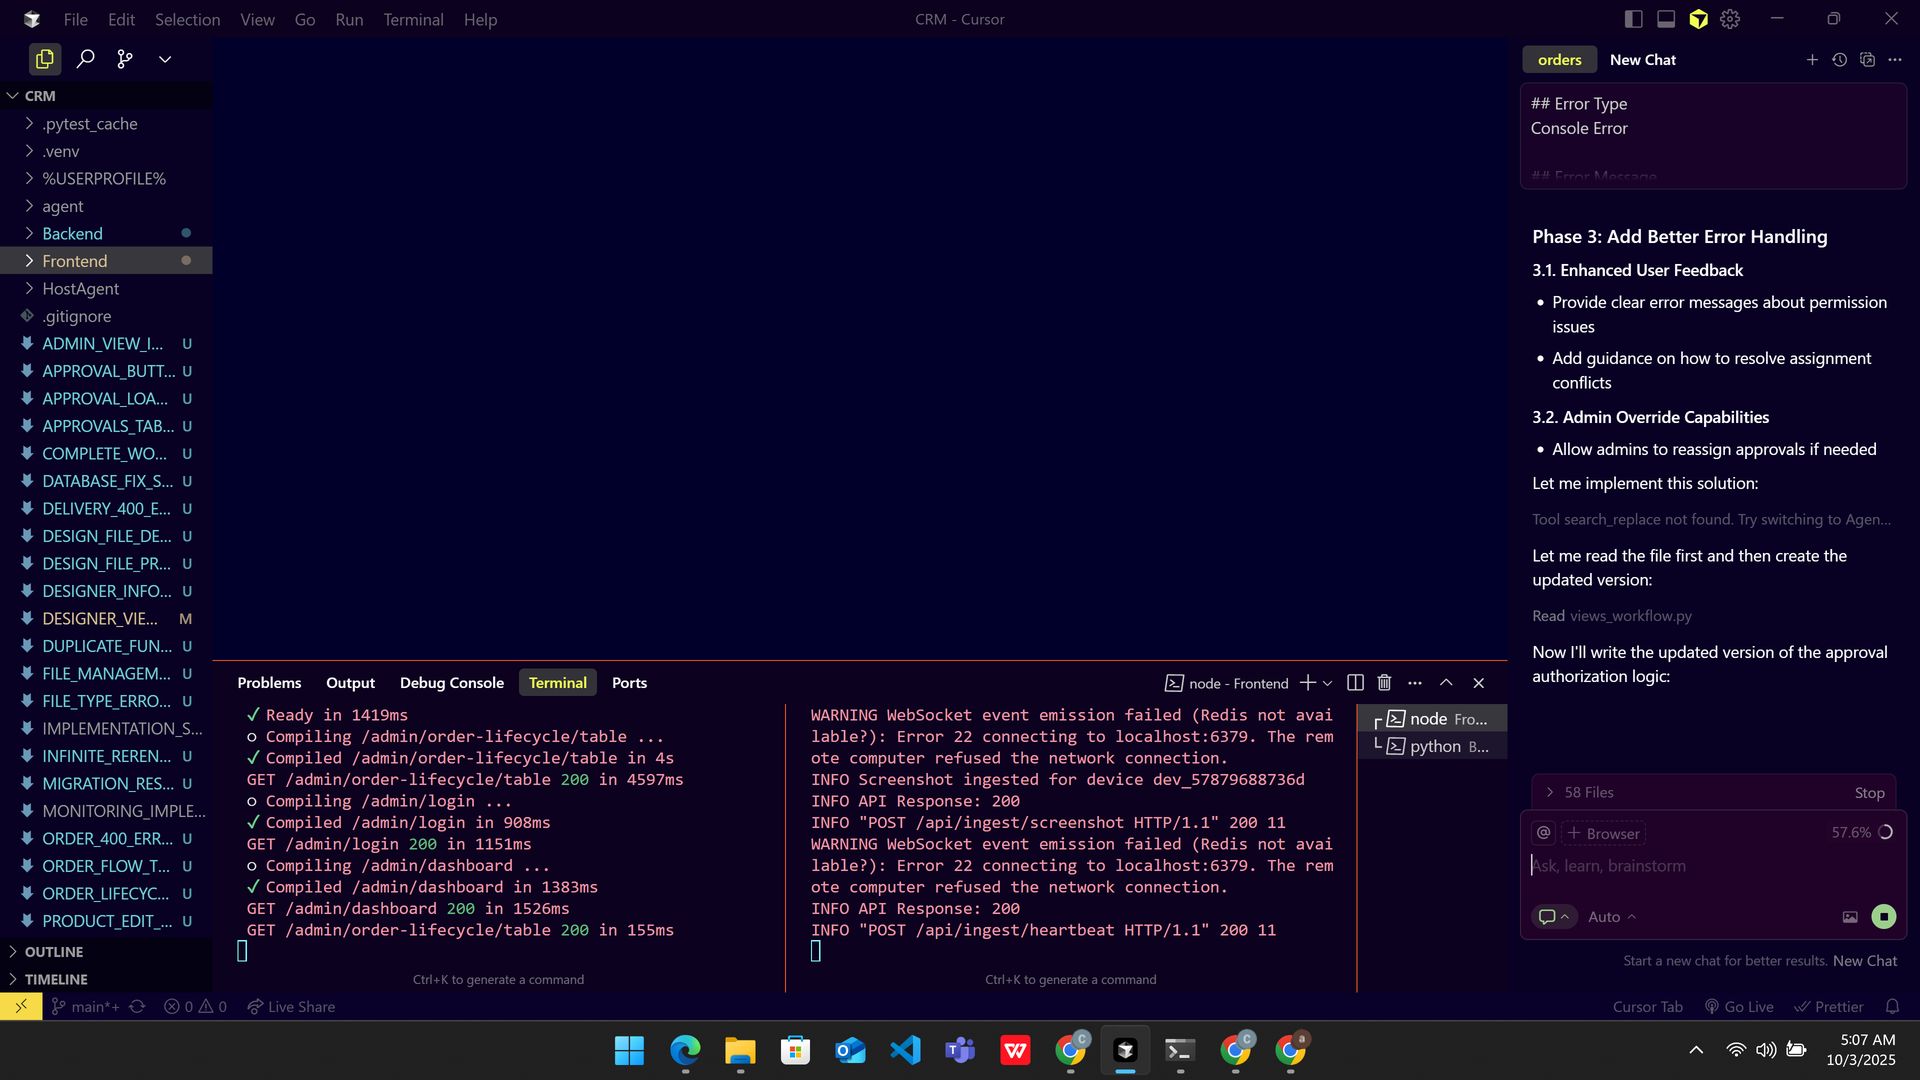 File Edit Selection View Go Run Terminal Help
CRM - Cursor
CRM
.pytest_cache
.venv
%USERPROFILE%
agent
Backend
Frontend
HostAgent
.gitignore
ADMIN_VIEW_I... U
APPROVAL_BUTT... U
APPROVAL_LOA... U
APPROVALS_TAB... U
COMPLETE_WO... U
DATABASE_FIX_S... U
DELIVERY_400_E... U
DESIGN_FILE_DE... U
DESIGN_FILE_PR... U
DESIGNER_INFO... U
DESIGNER_VIE... M
DUPLICATE_FUN... U
FILE_MANAGEM... U
FILE_TYPE_ERRO... U
IMPLEMENTATION_S...
INFINITE_REREN... U
MIGRATION_RES... U
MONITORING_IMPLE...
ORDER_400_ERR... U
ORDER_FLOW_T... U
ORDER_LIFECYC... U
PRODUCT_EDIT_... U
OUTLINE
TIMELINE
Problems Output Debug Console Terminal Ports
node - Frontend
✓ Ready in 1419ms
○ Compiling /admin/order-lifecycle/table ...
✓ Compiled /admin/order-lifecycle/table in 4s
GET /admin/order-lifecycle/table 200 in 4597ms
○ Compiling /admin/login ...
✓ Compiled /admin/login in 908ms
GET /admin/login 200 in 1151ms
○ Compiling /admin/dashboard ...
✓ Compiled /admin/dashboard in 1383ms
GET /admin/dashboard 200 in 1526ms
GET /admin/order-lifecycle/table 200 in 155ms
Ctrl+K to generate a command
WARNING WebSocket event emission failed (Redis not avai
lable?): Error 22 connecting to localhost:6379. The rem
ote computer refused the network connection.
INFO Screenshot ingested for device dev_57879688736d
INFO API Response: 200
INFO "POST /api/ingest/screenshot HTTP/1.1" 200 11
WARNING WebSocket event emission failed (Redis not avai
lable?): Error 22 connecting to localhost:6379. The rem
ote computer refused the network connection.
INFO API Response: 200
INFO "POST /api/ingest/heartbeat HTTP/1.1" 200 11
Ctrl+K to generate a command
node Fro...
python B...
orders New Chat
## Error Type
Console Error
## Error Message
Phase 3: Add Better Error Handling
3.1. Enhanced User Feedback
• Provide clear error messages about permission
issues
• Add guidance on how to resolve assignment
conflicts
3.2. Admin Override Capabilities
• Allow admins to reassign approvals if needed
Let me implement this solution:
Tool search_replace not found. Try switching to Agen...
Let me read the file first and then create the
updated version:
Read views_workflow.py
Now I'll write the updated version of the approval
authorization logic:
58 Files Stop
@ + Browser 57.6%
Ask, learn, brainstorm
Auto
Start a new chat for better results. New Chat
main*+ 0 0 Live Share
Cursor Tab Go Live Prettier
5:07 AM
10/3/2025